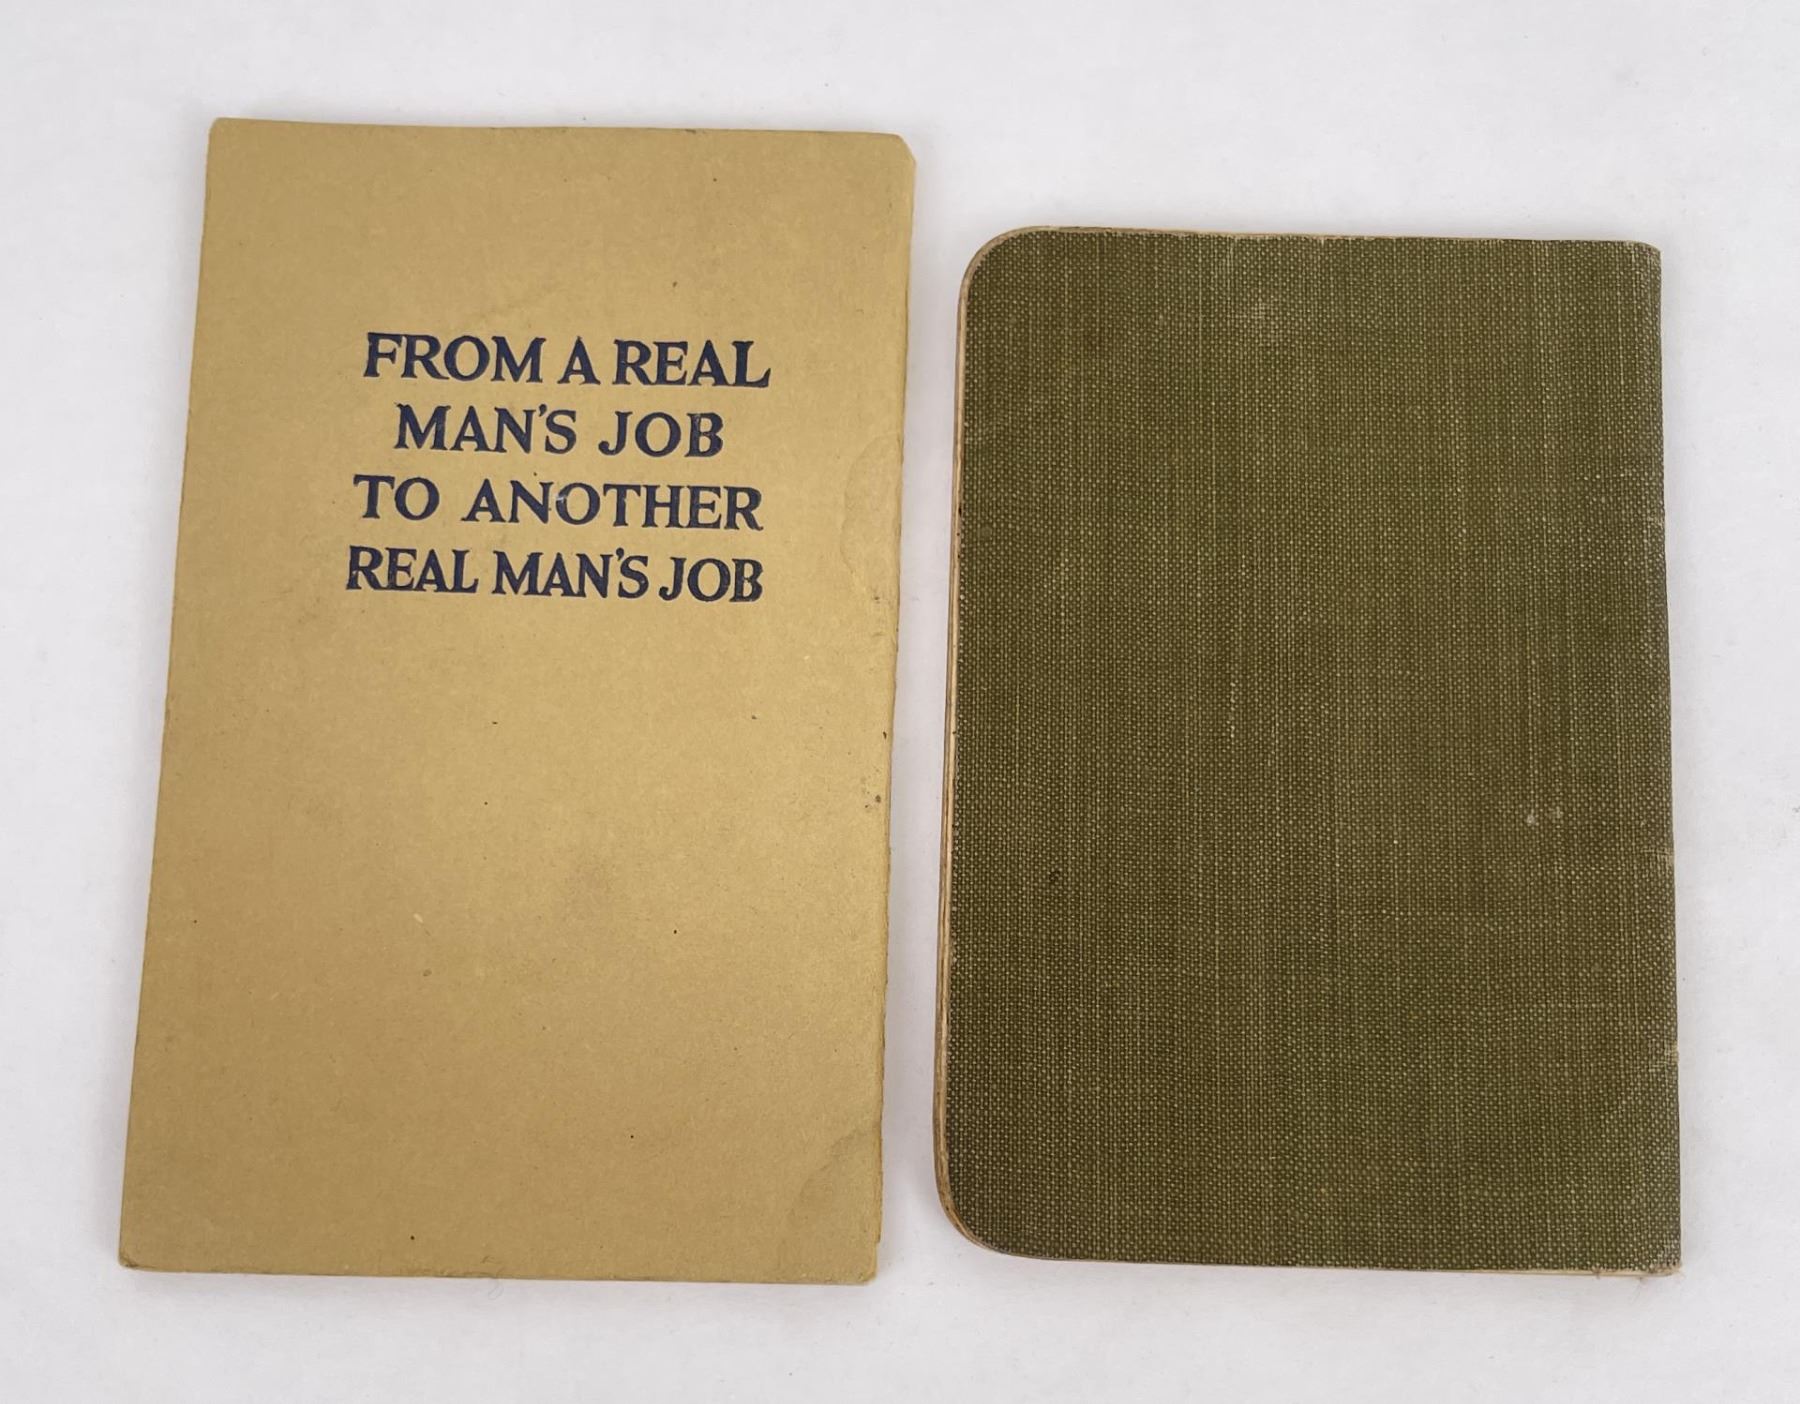 FROM A REAL
MAN'S JOB
TO ANOTHER
REAL MAN'S JOB